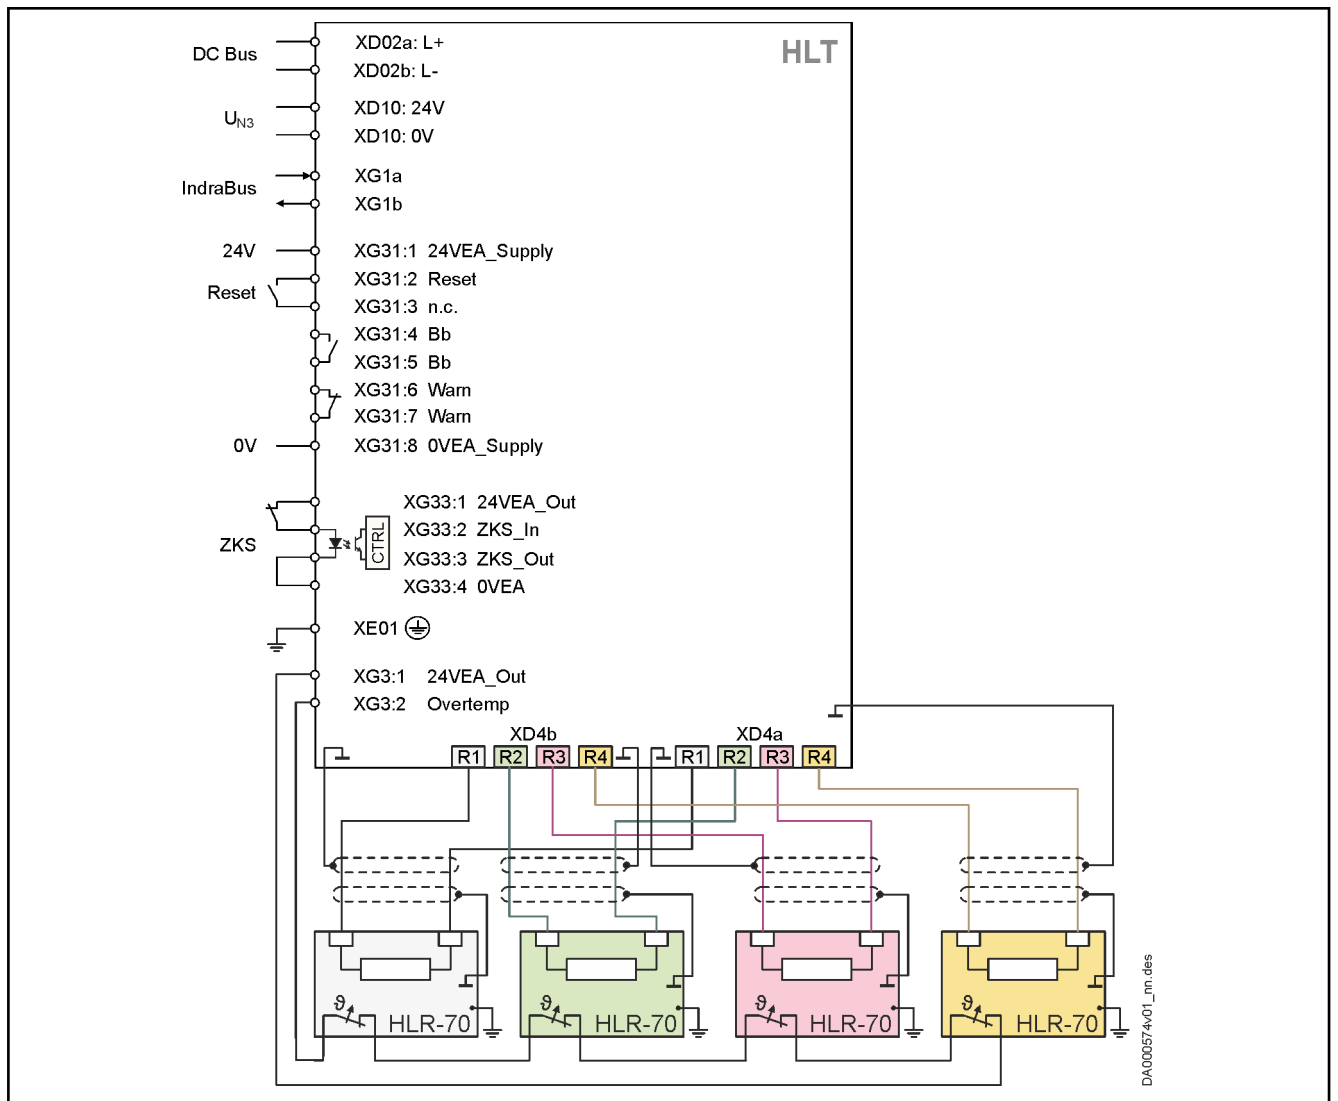 HLT
DC Bus
XD02a: L+
XD02b: L-
UN3
XD10: 24V
XD10: 0V
IndraBus
XG1a
XG1b
24V
XG31:1 24VEA_Supply
Reset
XG31:2 Reset
XG31:3 n.c.
XG31:4 Bb
XG31:5 Bb
XG31:6 Warn
XG31:7 Warn
0V
XG31:8 0VEA_Supply
ZKS
CTRL
XG33:1 24VEA_Out
XG33:2 ZKS_In
XG33:3 ZKS_Out
XG33:4 0VEA
XE01
XG3:1 24VEA_Out
XG3:2 Overtemp
XD4b
XD4a
R1 R2 R3 R4 R1 R2 R3 R4
ϑ ϑ ϑ ϑ
HLR-70 HLR-70 HLR-70 HLR-70
DA000574v01_nn.des